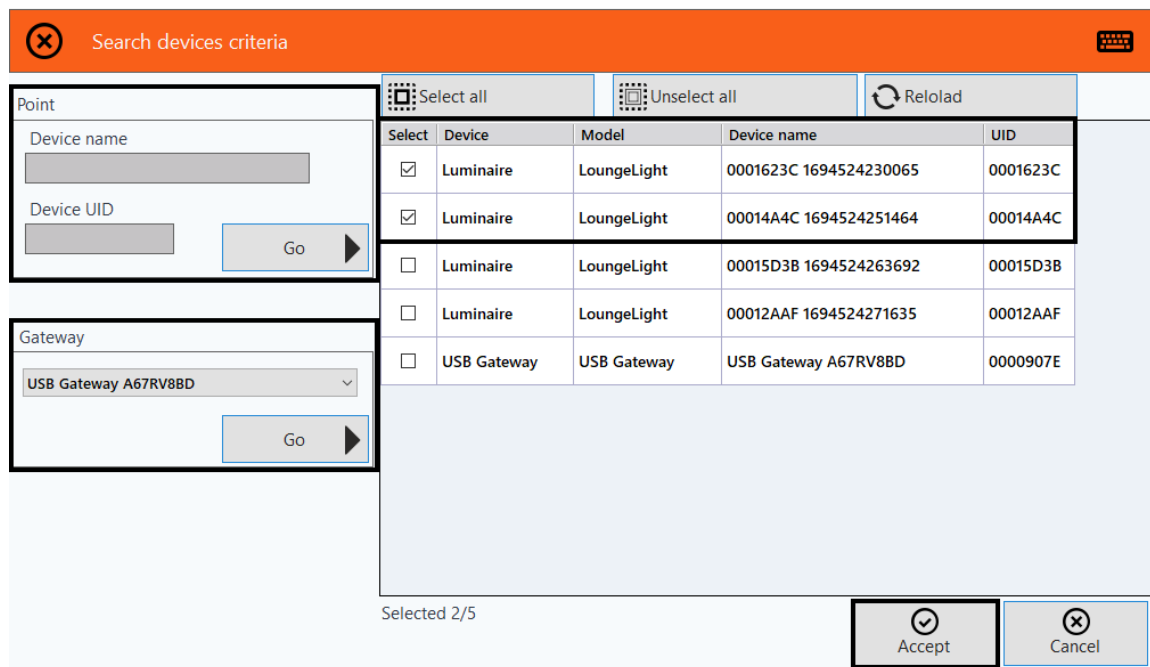 Search devices criteria
Point
Device name
Device UID
Go
Gateway
USB Gateway A67RV8BD
Go
Select all Unselect all Relolad
Select Device Model Device name UID
Luminaire LoungeLight 0001623C 1694524230065 0001623C
Luminaire LoungeLight 00014A4C 1694524251464 00014A4C
Luminaire LoungeLight 00015D3B 1694524263692 00015D3B
Luminaire LoungeLight 00012AAF 1694524271635 00012AAF
USB Gateway USB Gateway USB Gateway A67RV8BD 0000907E
Selected 2/5
Accept Cancel